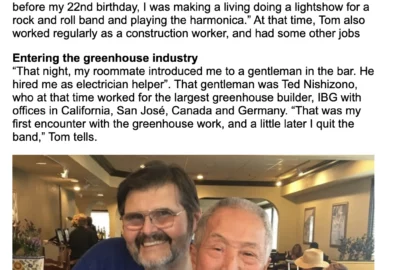 before my 22nd birthday, I was making a living doing a lightshow for a
rock and roll band and playing the harmonica.” At that time, Tom also
worked regularly as a construction worker, and had some other jobs
Entering the greenhouse industry
“That night, my roommate introduced me to a gentleman in the bar. He
hired me as electrician helper”. That gentleman was Ted Nishizono,
who at that time worked for the largest greenhouse builder, IBG with
offices in California, San José, Canada and Germany. “That was my
first encounter with the greenhouse work, and a little later I quit the
band,” Tom tells.